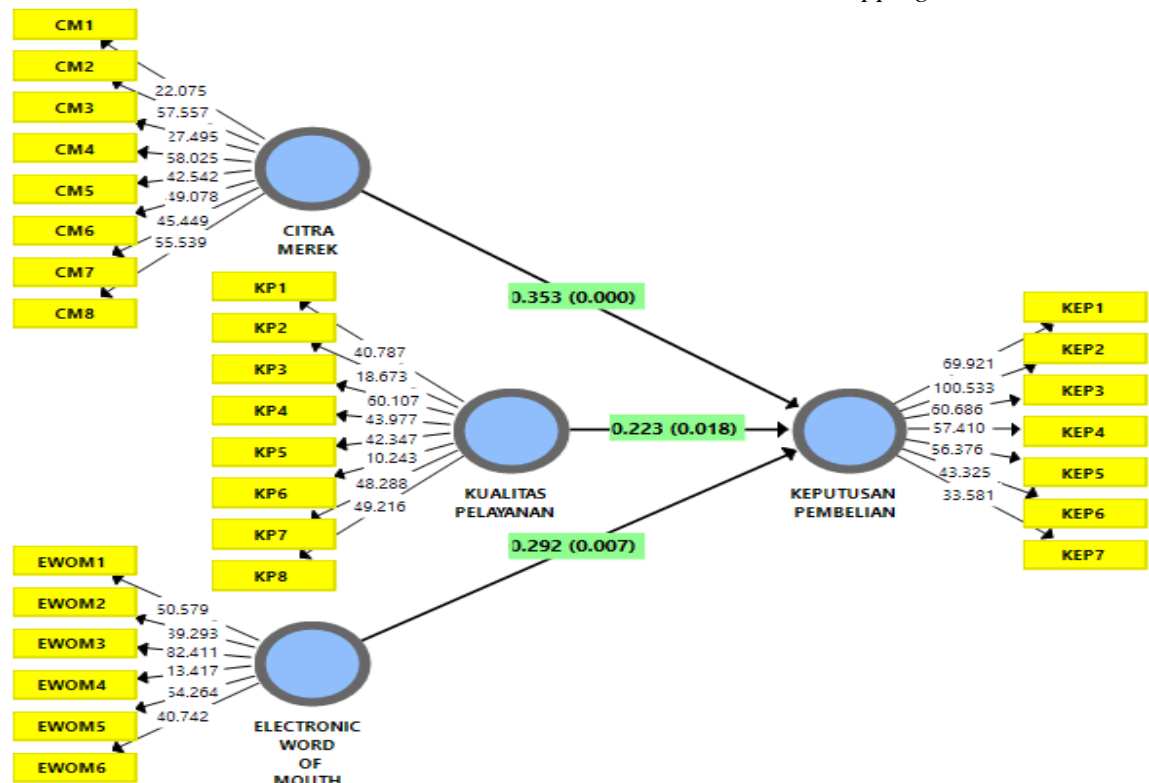 CM1
CM2
CM3
CM4
CM5
CM6
CM7
CM8
22.075
57.557
27.495
58.025
42.542
49.078
45.449
55.539
CITRA
MEREK
0.353 (0.000)
KP1
KP2
KP3
KP4
KP5
KP6
KP7
KP8
40.787
18.673
60.107
43.977
42.347
10.243
48.288
49.216
KUALITAS
PELAYANAN
0.223 (0.018)
EWOM1
EWOM2
EWOM3
EWOM4
EWOM5
EWOM6
50.579
39.293
82.411
13.417
54.264
40.742
ELECTRONIC
WORD
OF
MOUTH
0.292 (0.007)
KEPUTUSAN
PEMBELIAN
69.921
100.533
60.686
57.410
56.376
43.325
33.581
KEP1
KEP2
KEP3
KEP4
KEP5
KEP6
KEP7